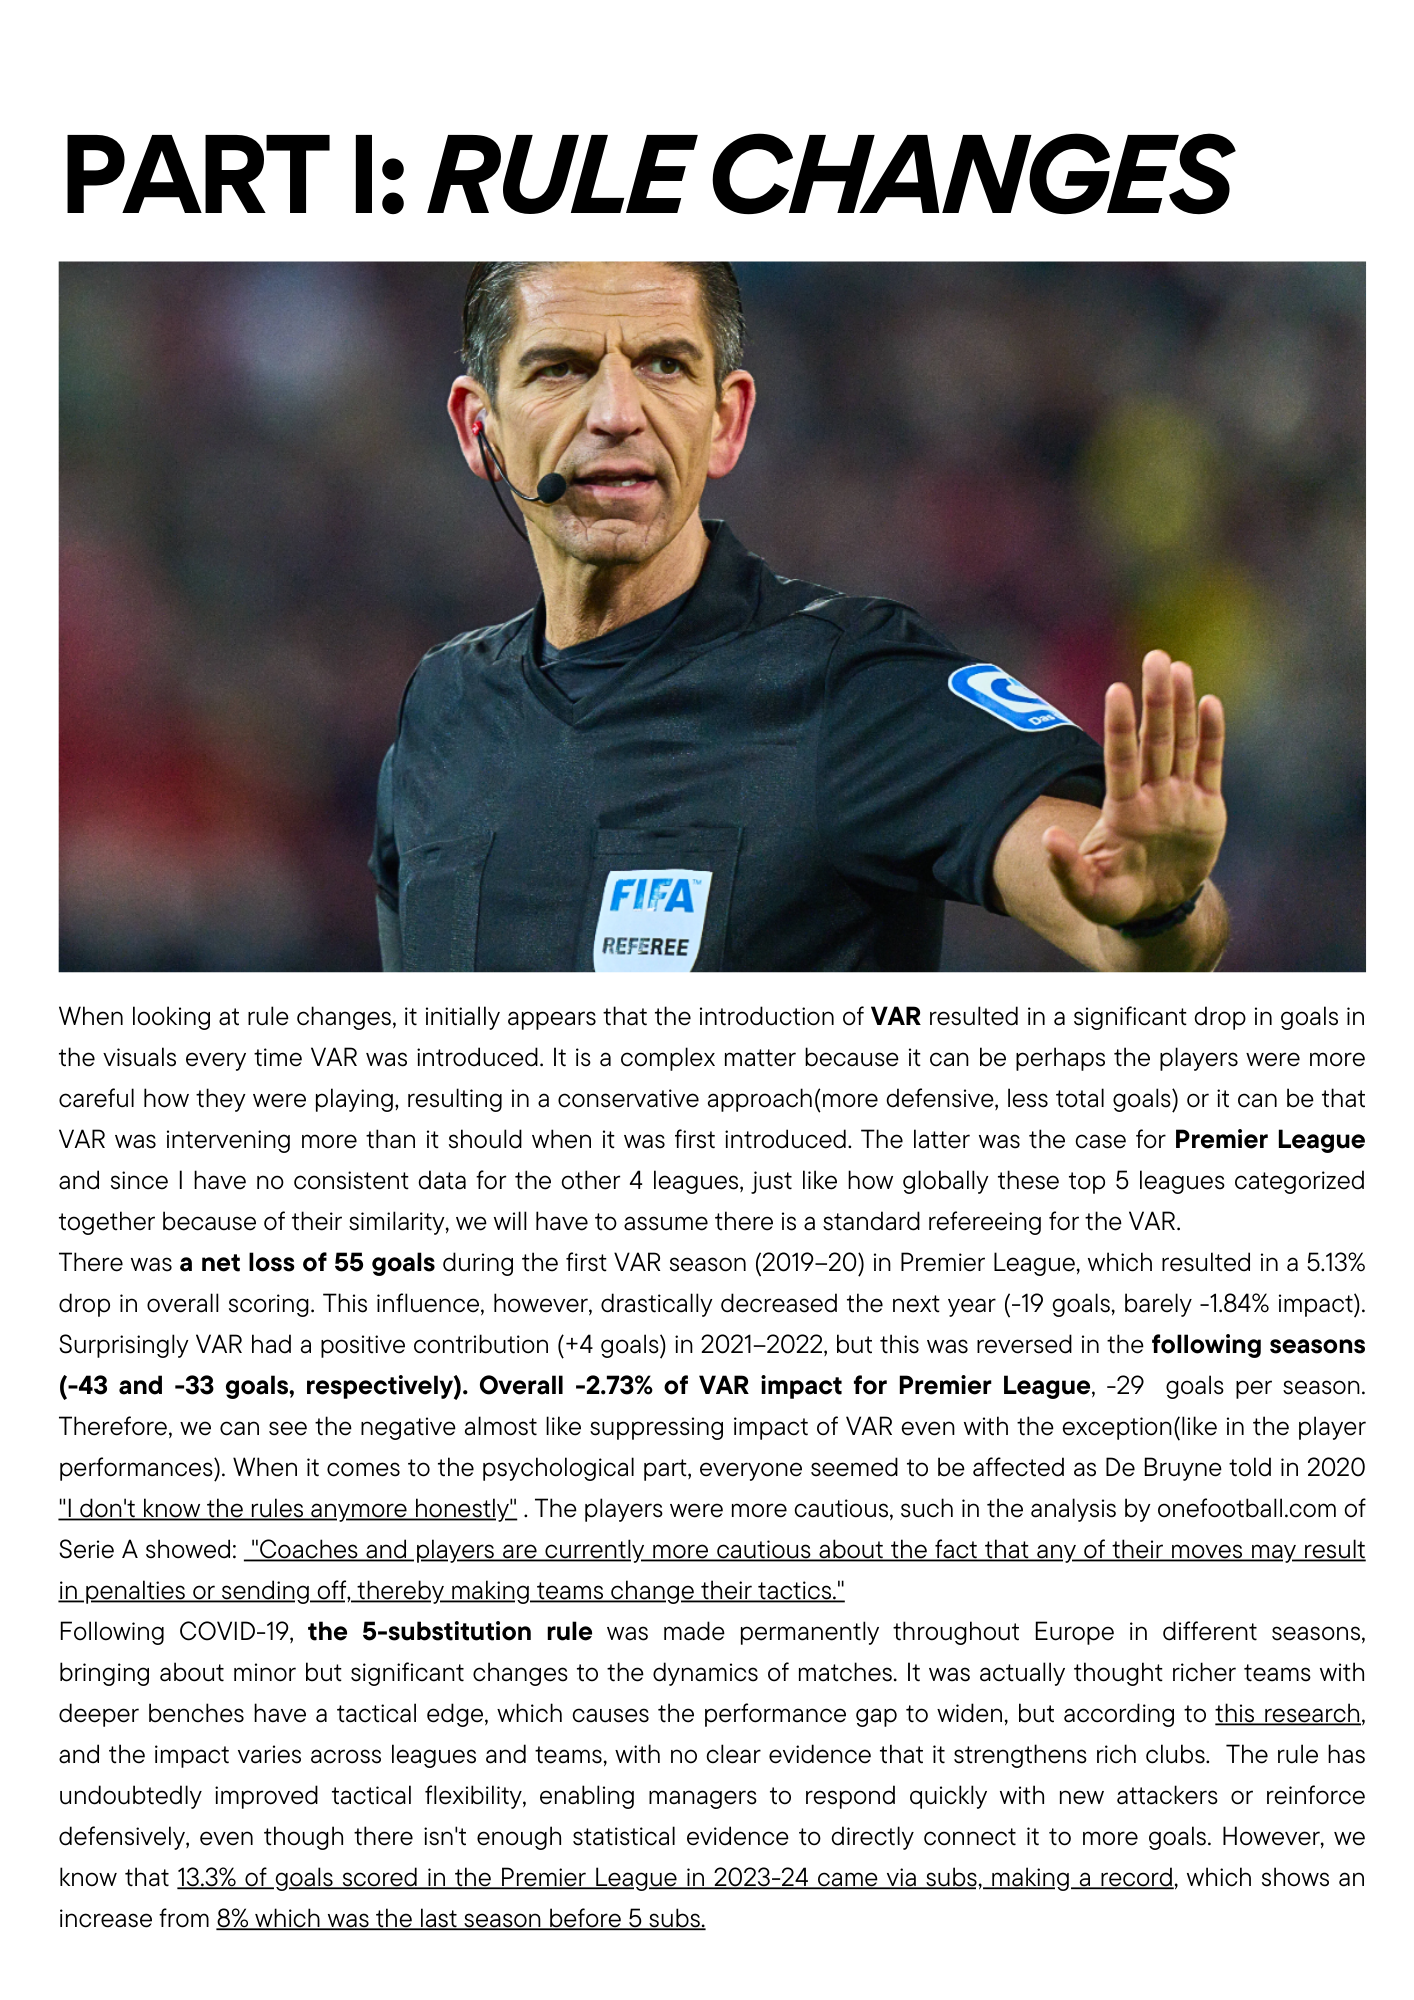 PART I: RULE CHANGES
Das
FIFA™
REFEREE
When looking at rule changes, it initially appears that the introduction of VAR resulted in a significant drop in goals in
the visuals every time VAR was introduced. It is a complex matter because it can be perhaps the players were more
careful how they were playing, resulting in a conservative approach(more defensive, less total goals) or it can be that
VAR was intervening more than it should when it was first introduced. The latter was the case for Premier League
and since I have no consistent data for the other 4 leagues, just like how globally these top 5 leagues categorized
together because of their similarity, we will have to assume there is a standard refereeing for the VAR.
There was a net loss of 55 goals during the first VAR season (2019–20) in Premier League, which resulted in a 5.13%
drop in overall scoring. This influence, however, drastically decreased the next year (-19 goals, barely -1.84% impact).
Surprisingly VAR had a positive contribution (+4 goals) in 2021–2022, but this was reversed in the following seasons
(-43 and -33 goals, respectively). Overall -2.73% of VAR impact for Premier League, -29 goals per season.
Therefore, we can see the negative almost like suppressing impact of VAR even with the exception(like in the player
performances). When it comes to the psychological part, everyone seemed to be affected as De Bruyne told in 2020
"I don't know the rules anymore honestly" . The players were more cautious, such in the analysis by onefootball.com of
Serie A showed: "Coaches and players are currently more cautious about the fact that any of their moves may result
in penalties or sending off, thereby making teams change their tactics."
Following COVID-19, the 5-substitution rule was made permanently throughout Europe in different seasons,
bringing about minor but significant changes to the dynamics of matches. It was actually thought richer teams with
deeper benches have a tactical edge, which causes the performance gap to widen, but according to this research,
and the impact varies across leagues and teams, with no clear evidence that it strengthens rich clubs. The rule has
undoubtedly improved tactical flexibility, enabling managers to respond quickly with new attackers or reinforce
defensively, even though there isn't enough statistical evidence to directly connect it to more goals. However, we
know that 13.3% of goals scored in the Premier League in 2023-24 came via subs, making a record, which shows an
increase from 8% which was the last season before 5 subs.